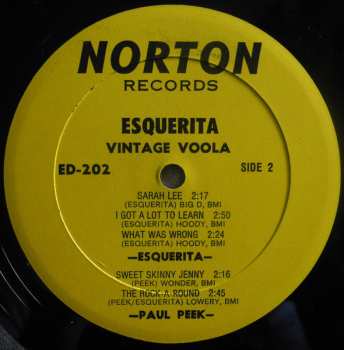 NORTON
RECORDS
ESQUERITA
VINTAGE VOOLA
ED-202 SIDE 2
SARAH LEE 2:17
(ESQUERITA) BIG D, BMI
I GOT A LOT TO LEARN 2:50
(ESQUERITA) HOODY, BMI
WHAT WAS WRONG 2:24
(ESQUERITA) HOODY, BMI
—ESQUERITA—
SWEET SKINNY JENNY 2:16
(PEEK) WONDER, BMI
THE ROCK-A-ROUND 2:45
(PEEK/ESQUERITA) LOWERY, BMI
—PAUL PEEK—